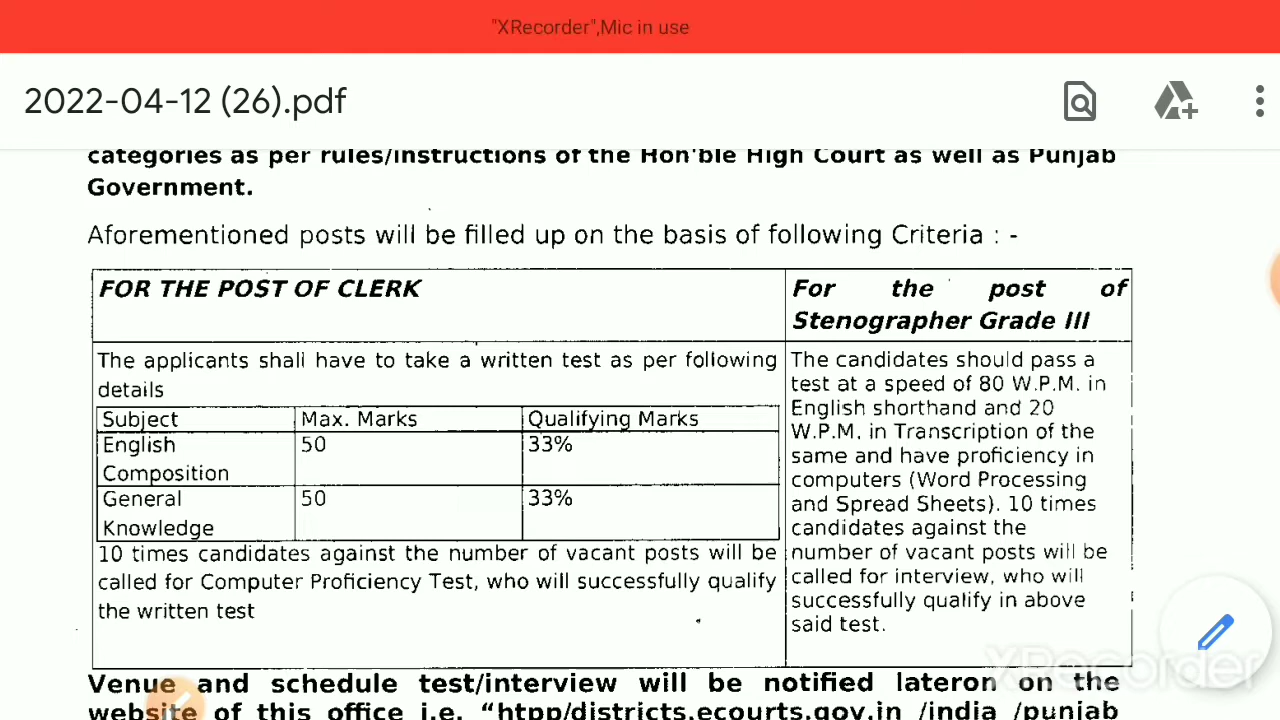 "XRecorder",Mic in use
2022-04-12 (26).pdf
categories as per rules/instructions of the Hon'ble High Court as well as Punjab
Government.
Aforementioned posts will be filled up on the basis of following Criteria : -
FOR THE POST OF CLERK
For the post of
Stenographer Grade III
The applicants shall have to take a written test as per following
details
Subject Max. Marks Qualifying Marks
English 50 33%
Composition
General 50 33%
Knowledge
10 times candidates against the number of vacant posts will be
called for Computer Proficiency Test, who will successfully qualify
the written test
The candidates should pass a
test at a speed of 80 W.P.M. in
English shorthand and 20
W.P.M. in Transcription of the
same and have proficiency in
computers (Word Processing
and Spread Sheets). 10 times
candidates against the
number of vacant posts will be
called for interview, who will
successfully qualify in above
said test.
XRecorder
Venue and schedule test/interview will be notified lateron on the
website of this office i.e. “htpp/districts.ecourts.gov.in /india /punjab